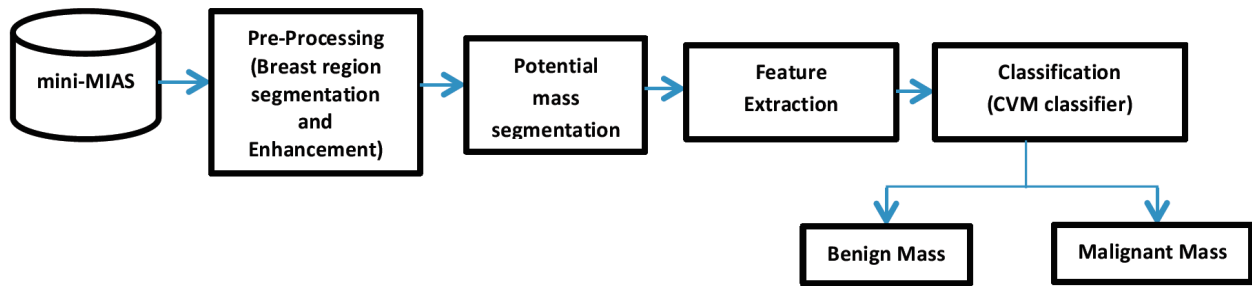 mini-MIAS
Pre-Processing
(Breast region
segmentation
and
Enhancement)
Potential
mass
segmentation
Feature
Extraction
Classification
(CVM classifier)
Benign Mass
Malignant Mass